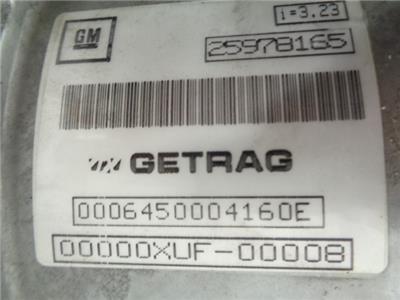 GM
i=3.23
25978165
GETRAG
0006450004160E
00000XUF-00008